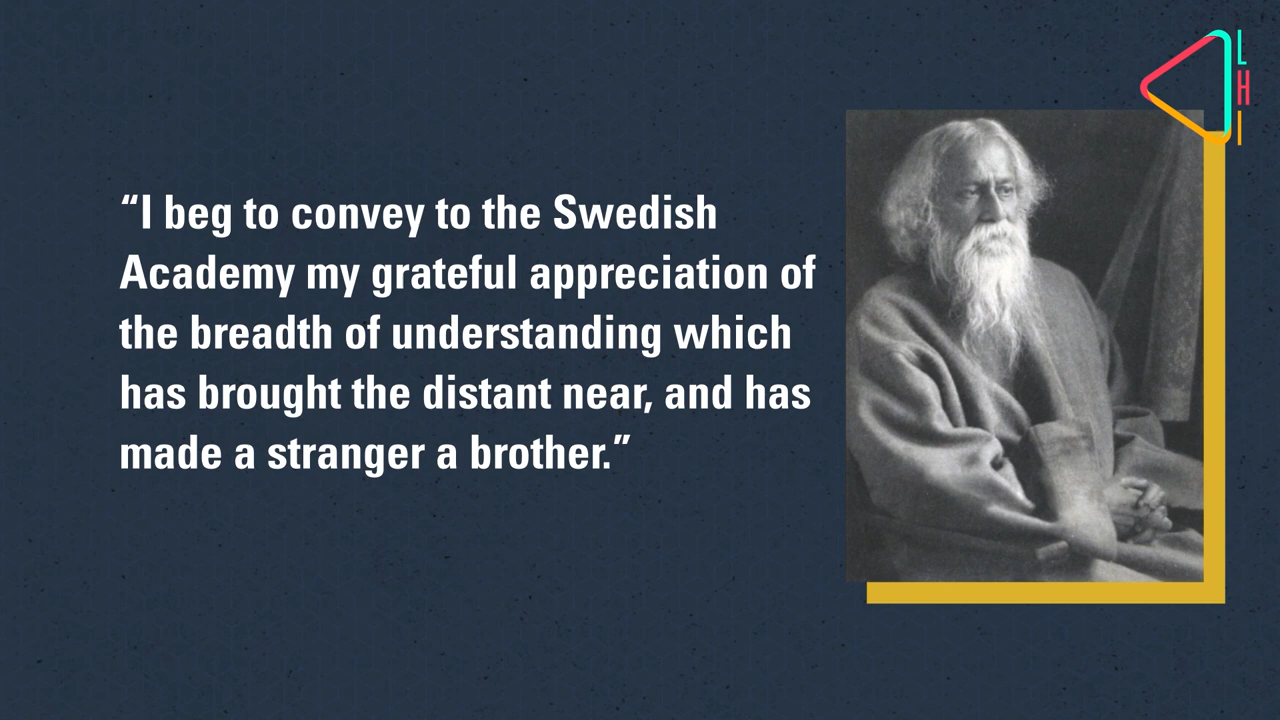 “I beg to convey to the Swedish
Academy my grateful appreciation of
the breadth of understanding which
has brought the distant near, and has
made a stranger a brother.”
LHI